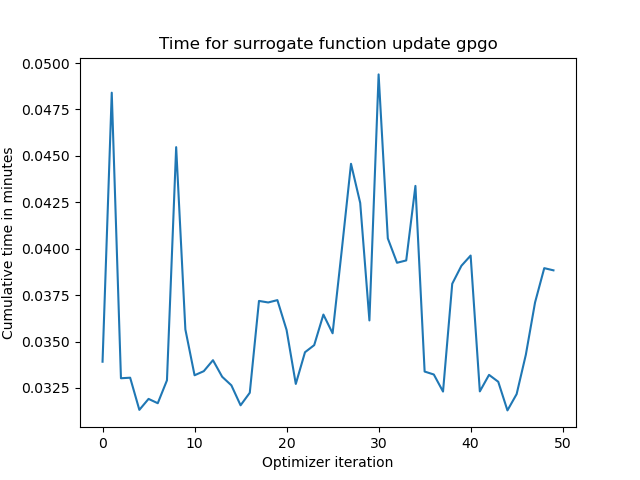 Time for surrogate function update gpgo
Cumulative time in minutes
0.0500
0.0475
0.0450
0.0425
0.0400
0.0375
0.0350
0.0325
0 10 20 30 40 50
Optimizer iteration